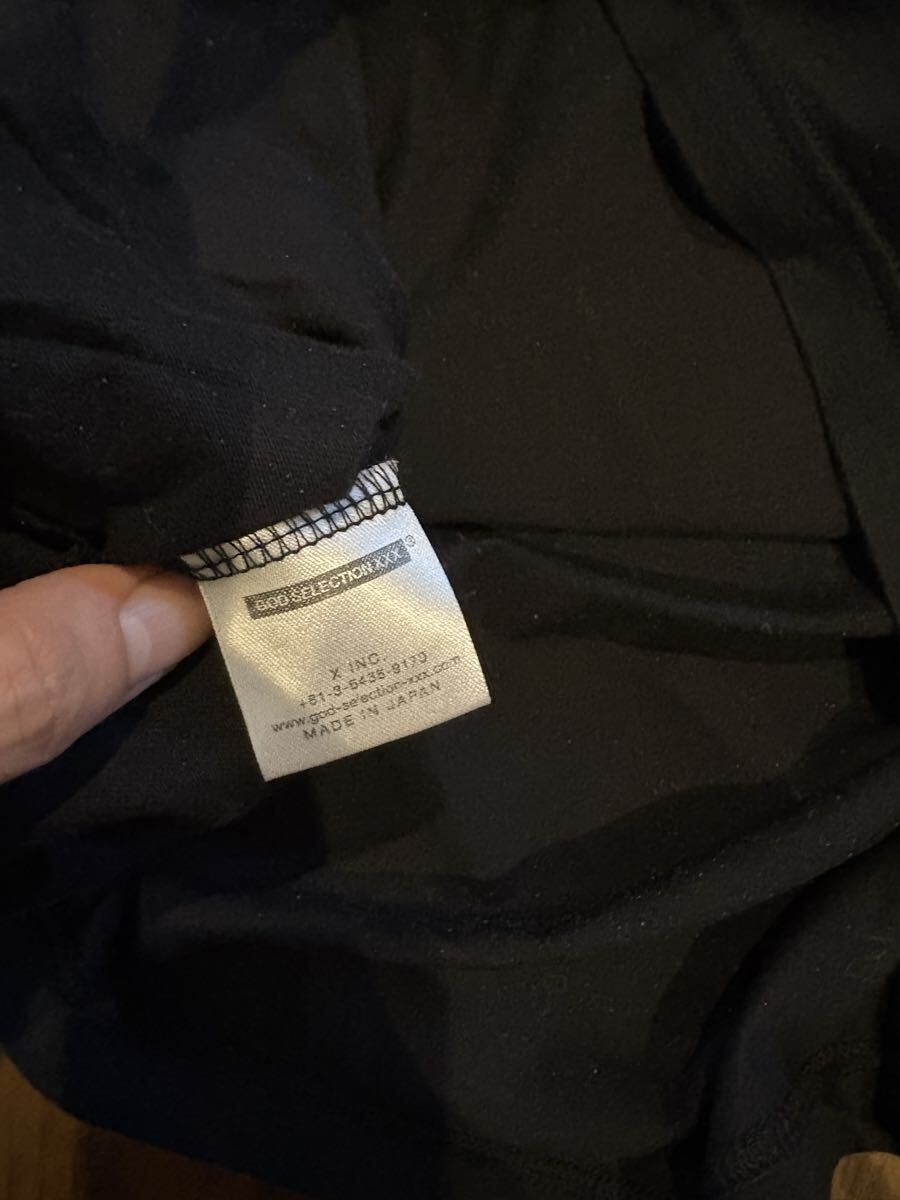 GOD SELECTION XXX®
X INC.
+81-3-5435-9170
www.god-selection-xxx.com
MADE IN JAPAN